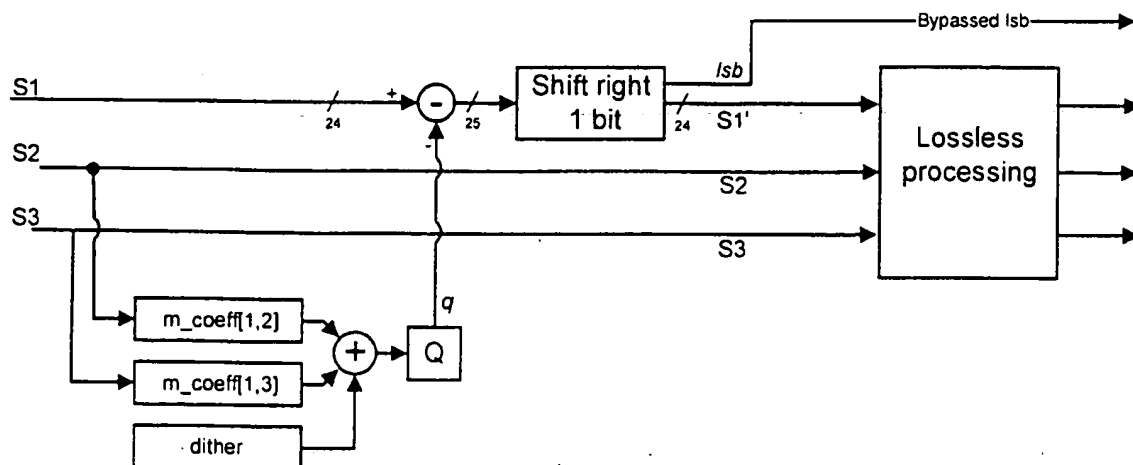 Bypassed lsb
lsb
S1
+
24
-
25
Shift right
1 bit
24
S1'
Lossless
processing
-
S2
S2
S3
S3
q
m_coeff[1,2]
+
Q
m_coeff[1,3]
dither